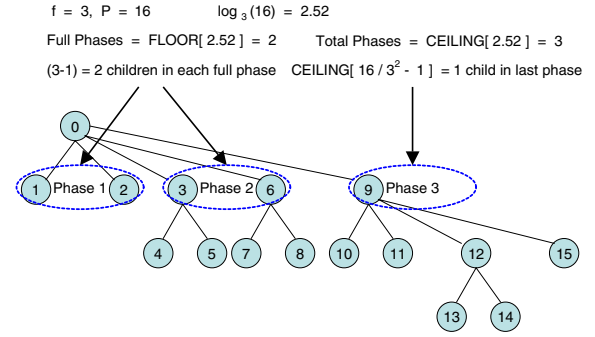 f = 3, P = 16 log 3 (16) = 2.52
Full Phases = FLOOR[ 2.52 ] = 2 Total Phases = CEILING[ 2.52 ] = 3
(3-1) = 2 children in each full phase CEILING[ 16 / 3² - 1 ] = 1 child in last phase
0
1 Phase 1 2 3 Phase 2 6 9 Phase 3
4 5 7 8 10 11 12 15
13 14